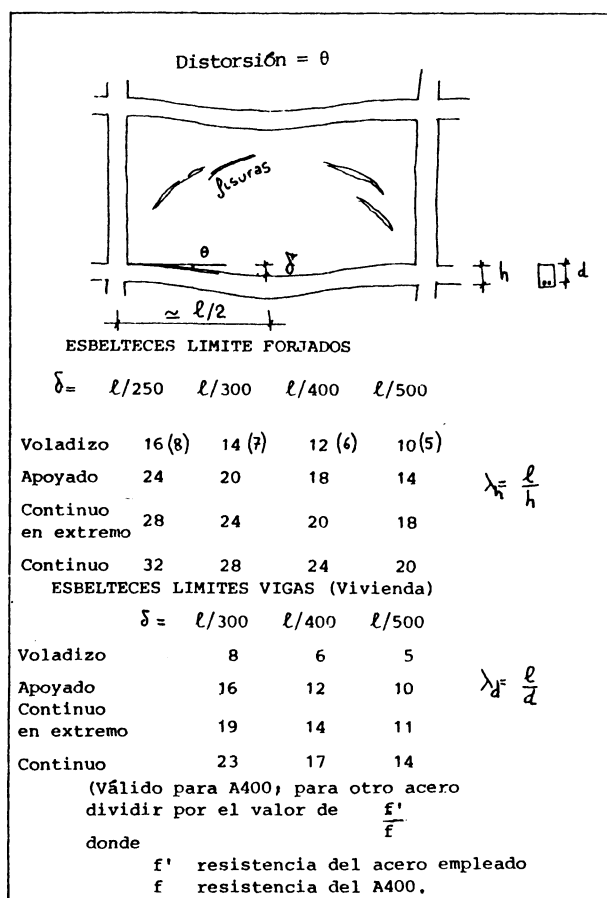 Distorsión = θ
fisuras
θ
δ
h
d
≃ ℓ/2
ESBELTECES LIMITE FORJADOS
δ= ℓ/250 ℓ/300 ℓ/400 ℓ/500
Voladizo 16(8) 14(7) 12(6) 10(5)
Apoyado 24 20 18 14
λh= ℓ/h
Continuo
en extremo 28 24 20 18
Continuo 32 28 24 20
ESBELTECES LIMITES VIGAS (Vivienda)
δ = ℓ/300 ℓ/400 ℓ/500
Voladizo 8 6 5
Apoyado 16 12 10
λd= ℓ/d
Continuo
en extremo 19 14 11
Continuo 23 17 14
(Válido para A400; para otro acero
dividir por el valor de f'/f
donde
f' resistencia del acero empleado
f resistencia del A400.